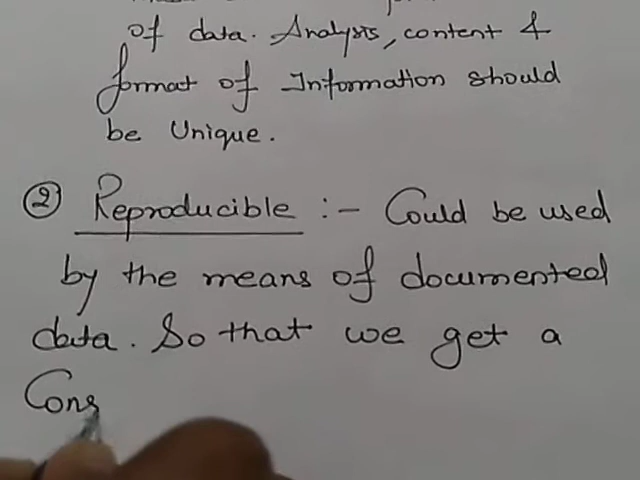 of data. Analysis, content &
format of Information should
be Unique.
② Reproducible :- Could be used
by the means of documented
data. So that we get a
Cons